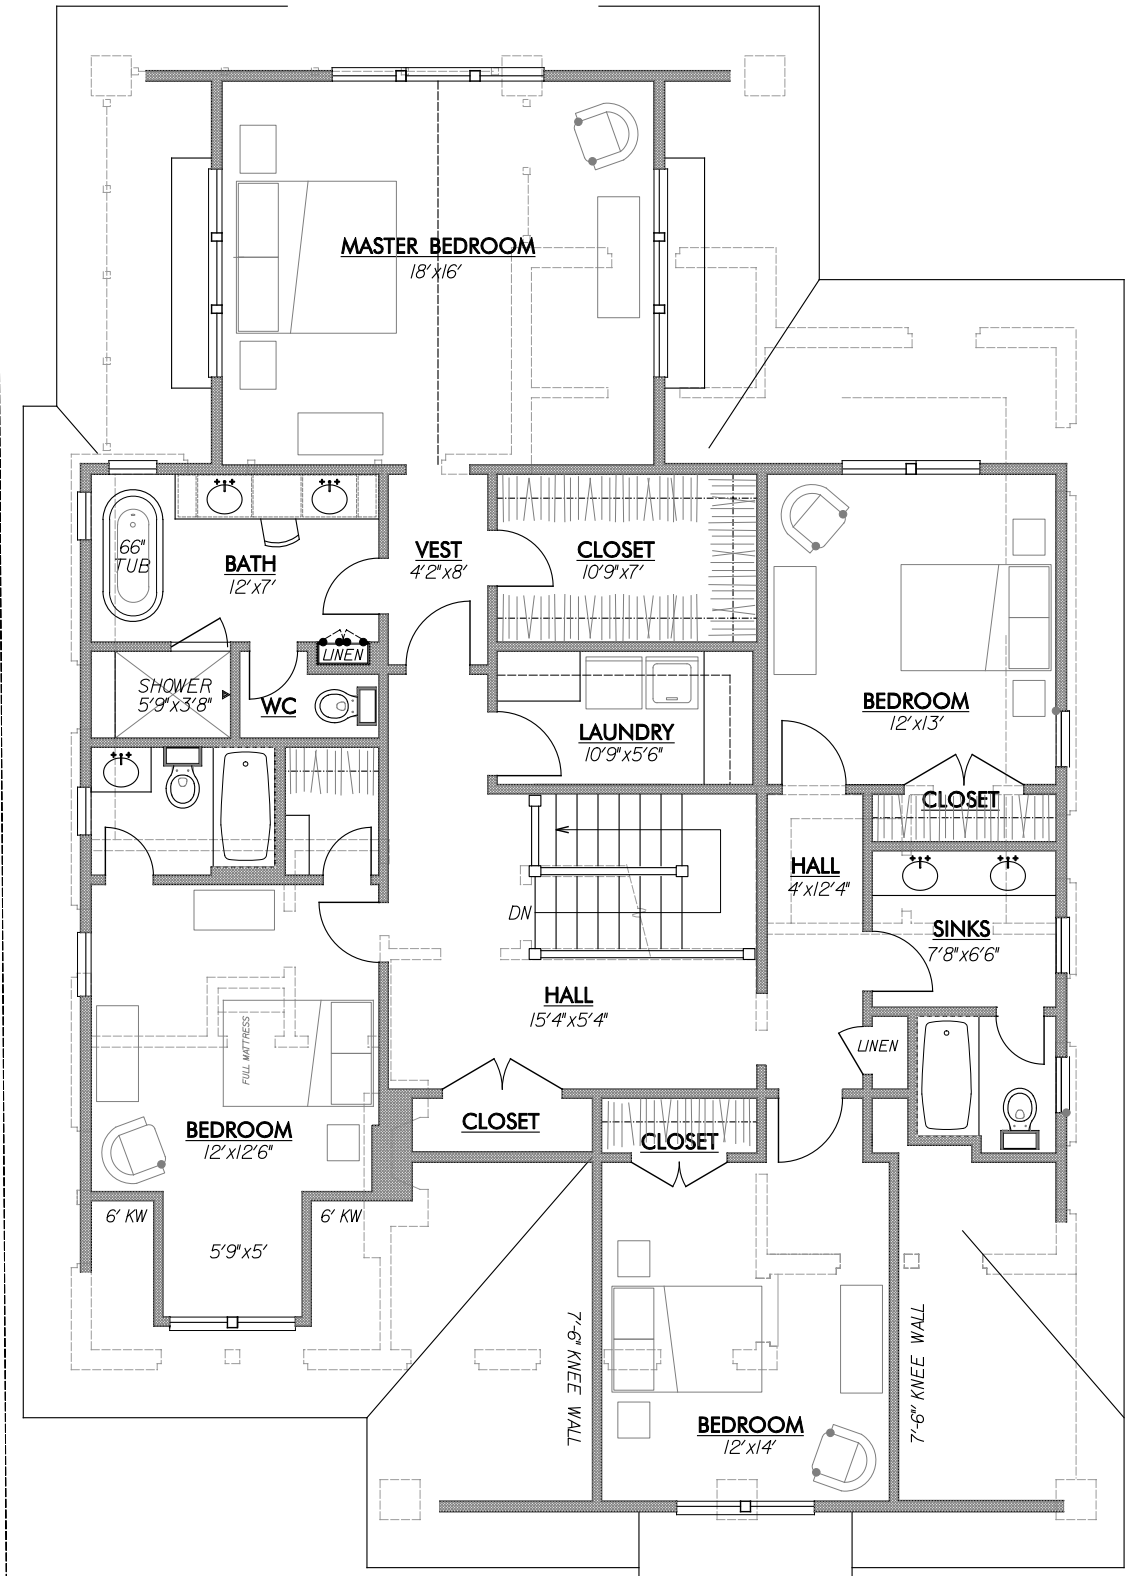 MASTER BEDROOM
18'x16'
66"
TUB
BATH
12'x7'
VEST
4'2"x8'
CLOSET
10'9"x7'
LINEN
SHOWER
5'9"x3'8"
WC
LAUNDRY
10'9"x5'6"
BEDROOM
12'x13'
CLOSET
HALL
4'x12'4"
DN
SINKS
7'8"x6'6"
HALL
15'4"x5'4"
LINEN
FULL MATTRESS
BEDROOM
12'x12'6"
CLOSET
CLOSET
6' KW
6' KW
5'9"x5'
7'-6" KNEE WALL
7'-6" KNEE WALL
BEDROOM
12'x14'